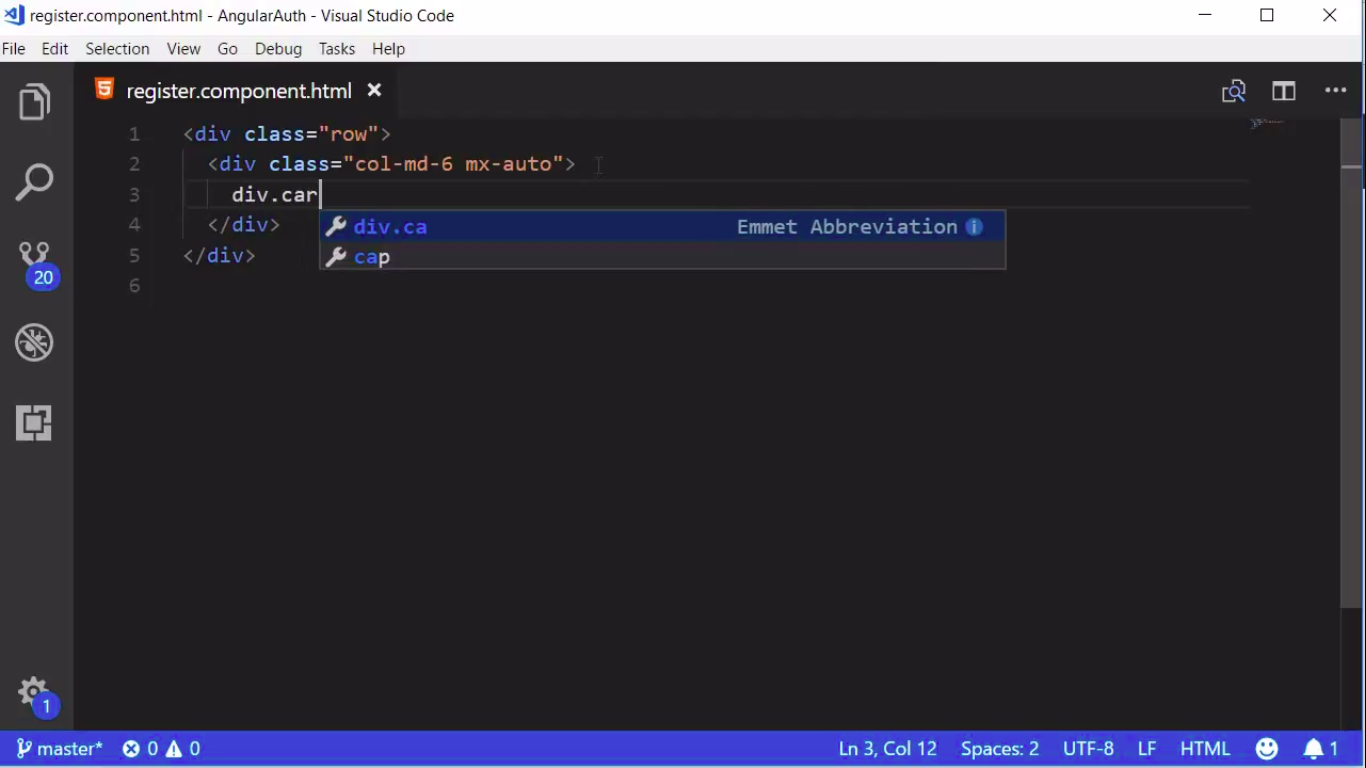 register.component.html - AngularAuth - Visual Studio Code
File Edit Selection View Go Debug Tasks Help
register.component.html
1 <div class="row">
2 <div class="col-md-6 mx-auto">
3 div.car
4 </div>
div.ca Emmet Abbreviation
5 </div>
cap
6
20
1
master* 0 0 Ln 3, Col 12 Spaces: 2 UTF-8 LF HTML 1